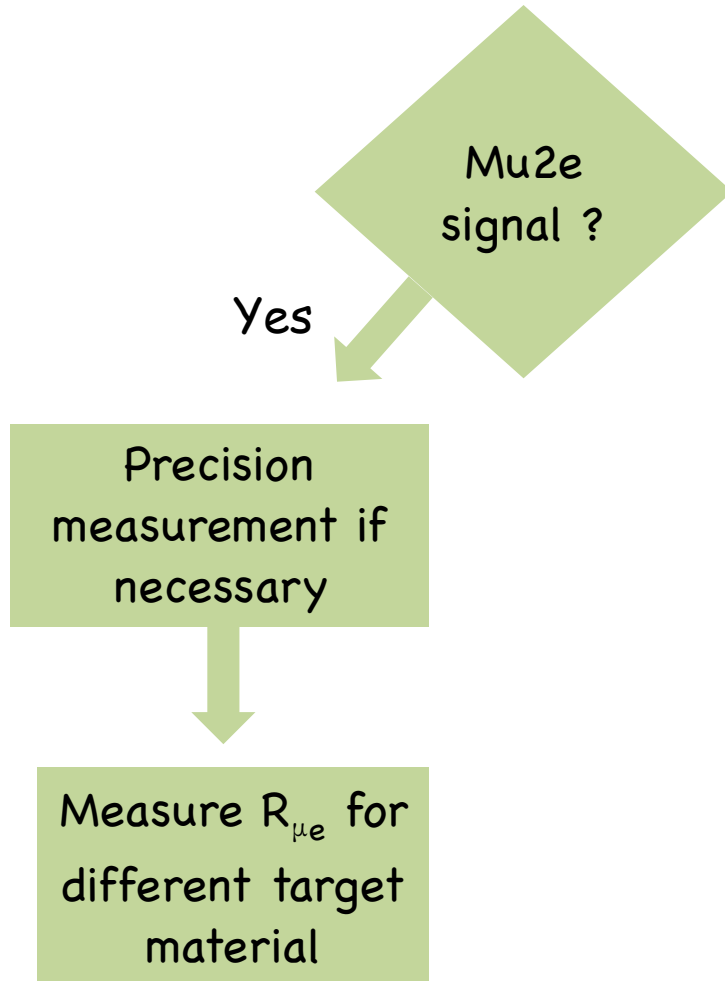 Mu2e
signal ?
Yes
Precision
measurement if
necessary
Measure Rμe for
different target
material